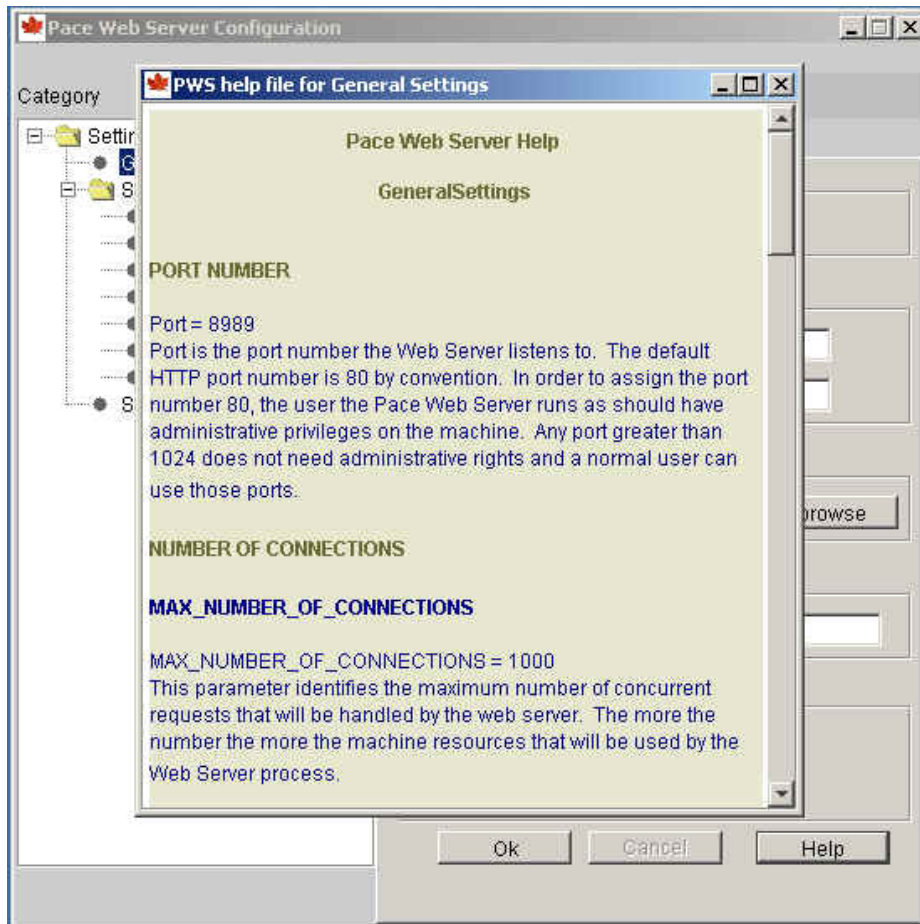 Pace Web Server Configuration
Category
PWS help file for General Settings
Pace Web Server Help
GeneralSettings
PORT NUMBER
Port = 8989
Port is the port number the Web Server listens to. The default
HTTP port number is 80 by convention. In order to assign the port
number 80, the user the Pace Web Server runs as should have
administrative privileges on the machine. Any port greater than
1024 does not need administrative rights and a normal user can
use those ports.
NUMBER OF CONNECTIONS
MAX_NUMBER_OF_CONNECTIONS
MAX_NUMBER_OF_CONNECTIONS = 1000
This parameter identifies the maximum number of concurrent
requests that will be handled by the web server. The more the
number the more the machine resources that will be used by the
Web Server process.
Ok
Cancel
Help